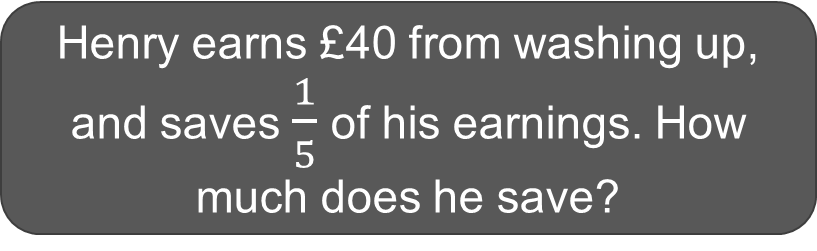 Henry earns £40 from washing up,
and saves 1/5 of his earnings. How
much does he save?